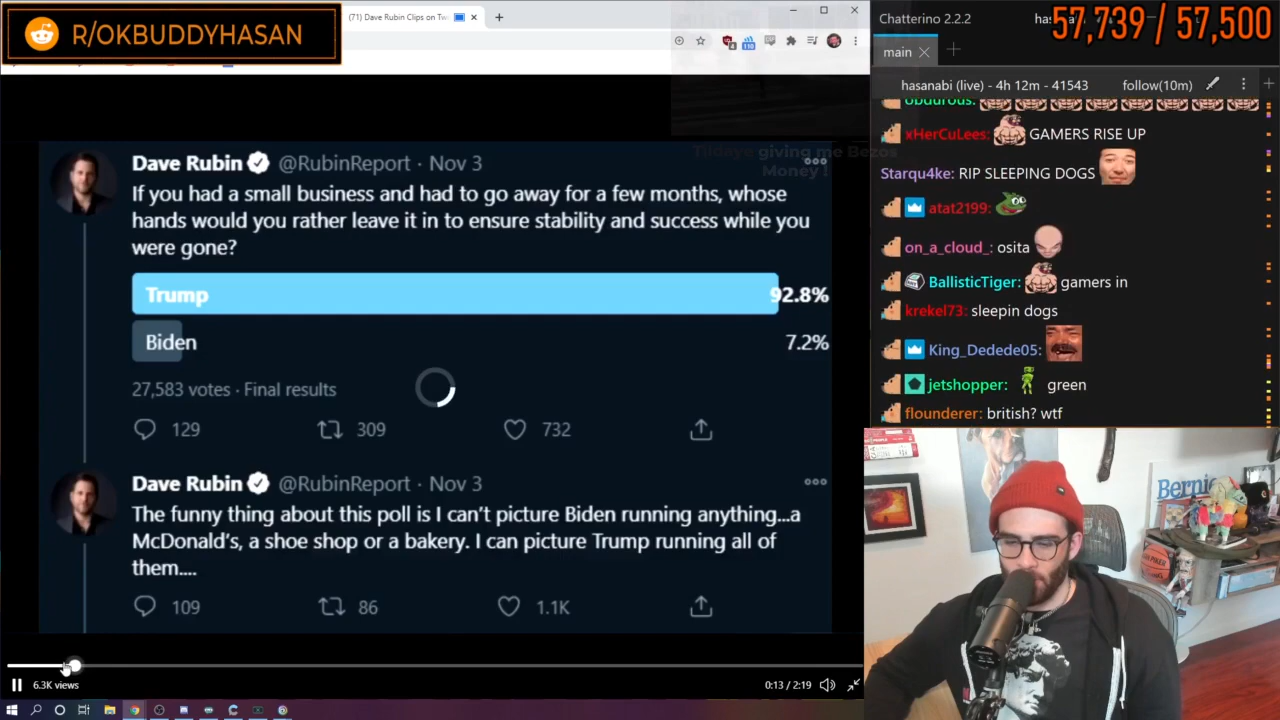 R/OKBUDDYHASAN
(71) Dave Rubin Clips on Tw
Dave Rubin @RubinReport · Nov 3
If you had a small business and had to go away for a few months, whose
hands would you rather leave it in to ensure stability and success while you
were gone?
Trump 92.8%
Biden 7.2%
27,583 votes · Final results
129 309 732
Dave Rubin @RubinReport · Nov 3
The funny thing about this poll is I can't picture Biden running anything...a
McDonald's, a shoe shop or a bakery. I can picture Trump running all of
them....
109 86 1.1K
6.3K views 0:13 / 2:19
giving me Bezos
Money !
Chatterino 2.2.2
57,739 / 57,500
main
hasanabi (live) - 4h 12m - 41543 follow(10m)
obdurous:
xHerCuLees: GAMERS RISE UP
Starqu4ke: RIP SLEEPING DOGS
atat2199:
on_a_cloud_: osita
BallisticTiger: gamers in
krekel73: sleepin dogs
King_Dedede05:
jetshopper: green
flounderer: british? wtf
Bernie